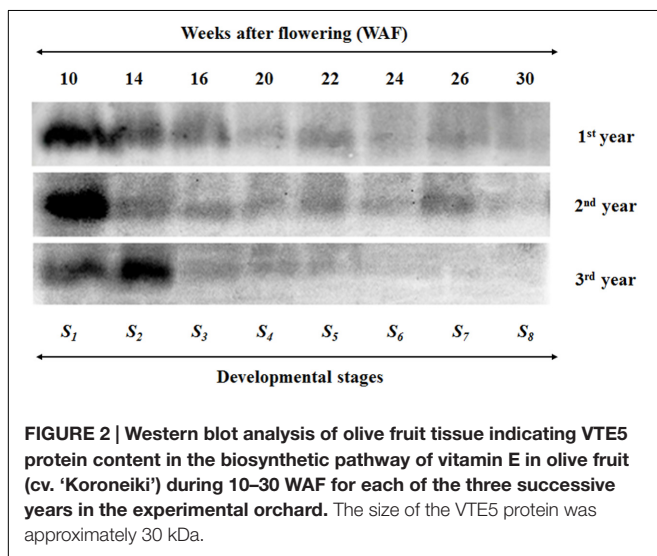 Weeks after flowering (WAF)
10 14 16 20 22 24 26 30
1st year
2nd year
3rd year
S1 S2 S3 S4 S5 S6 S7 S8
Developmental stages
FIGURE 2 | Western blot analysis of olive fruit tissue indicating VTE5
protein content in the biosynthetic pathway of vitamin E in olive fruit
(cv. ‘Koroneiki’) during 10–30 WAF for each of the three successive
years in the experimental orchard. The size of the VTE5 protein was
approximately 30 kDa.